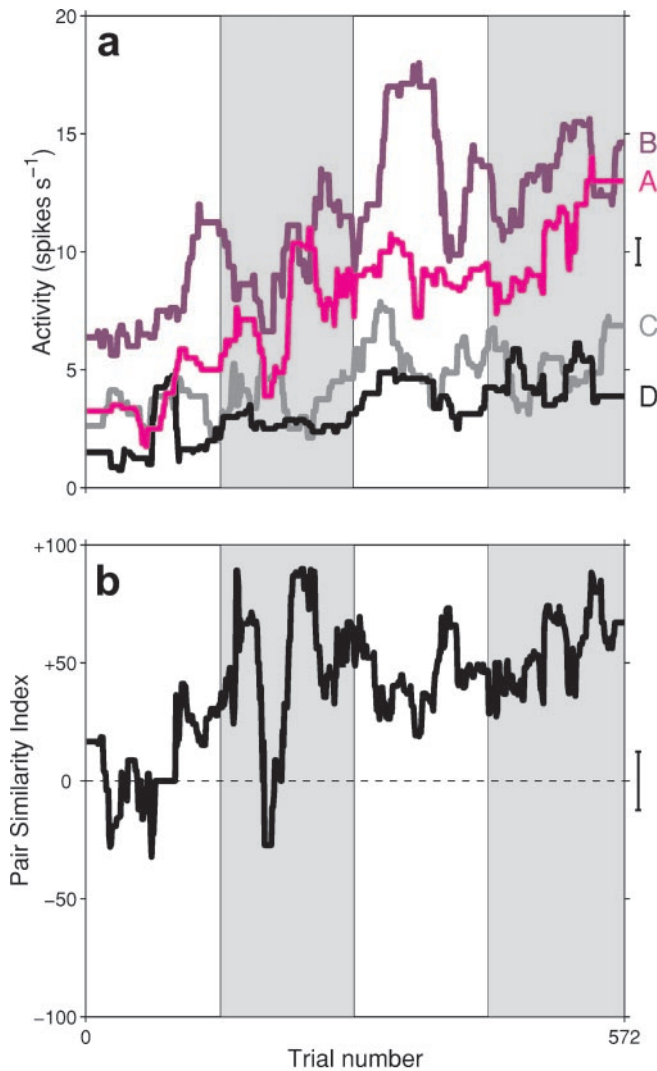 a
20
15
10
5
0
Activity (spikes s⁻¹)
B
A
C
D
b
+100
+50
0
−50
−100
Pair Similarity Index
0
572
Trial number